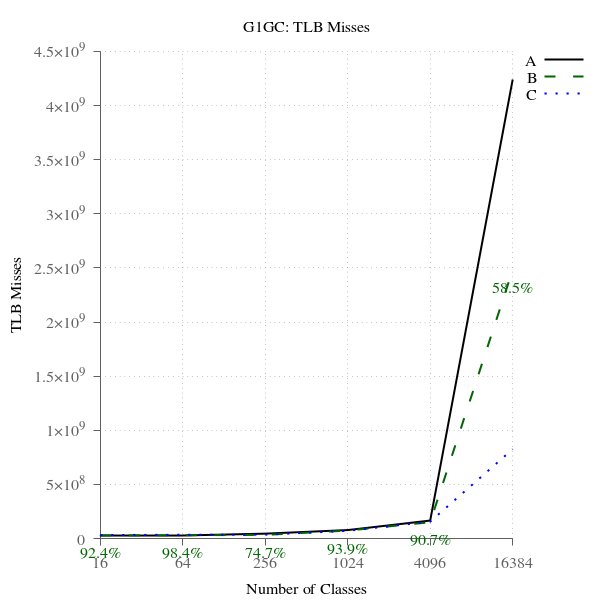 G1GC: TLB Misses
A
B
C
4.5×10⁹
4×10⁹
3.5×10⁹
3×10⁹
2.5×10⁹
2×10⁹
1.5×10⁹
1×10⁹
5×10⁸
0
TLB Misses
58.5%
92.4% 98.4% 74.7% 93.9% 90.7%
16 64 256 1024 4096 16384
Number of Classes